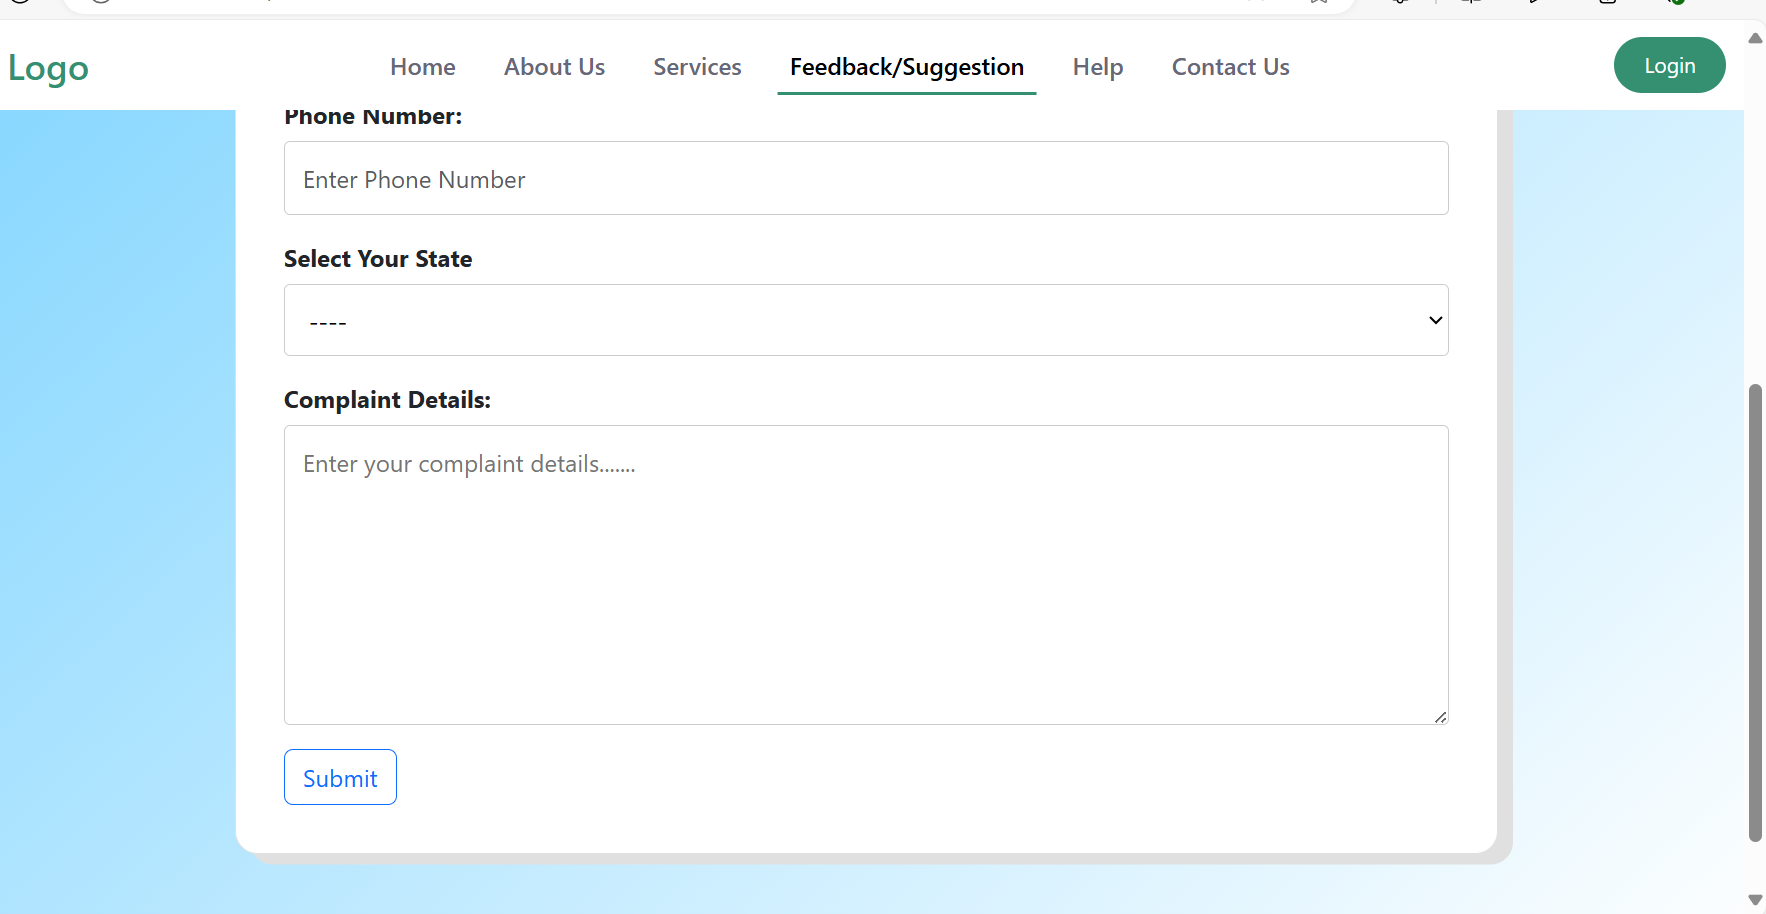 Logo Home About Us Services Feedback/Suggestion Help Contact Us Login
Phone Number:
Enter Phone Number
Select Your State
----
Complaint Details:
Enter your complaint details.......
Submit